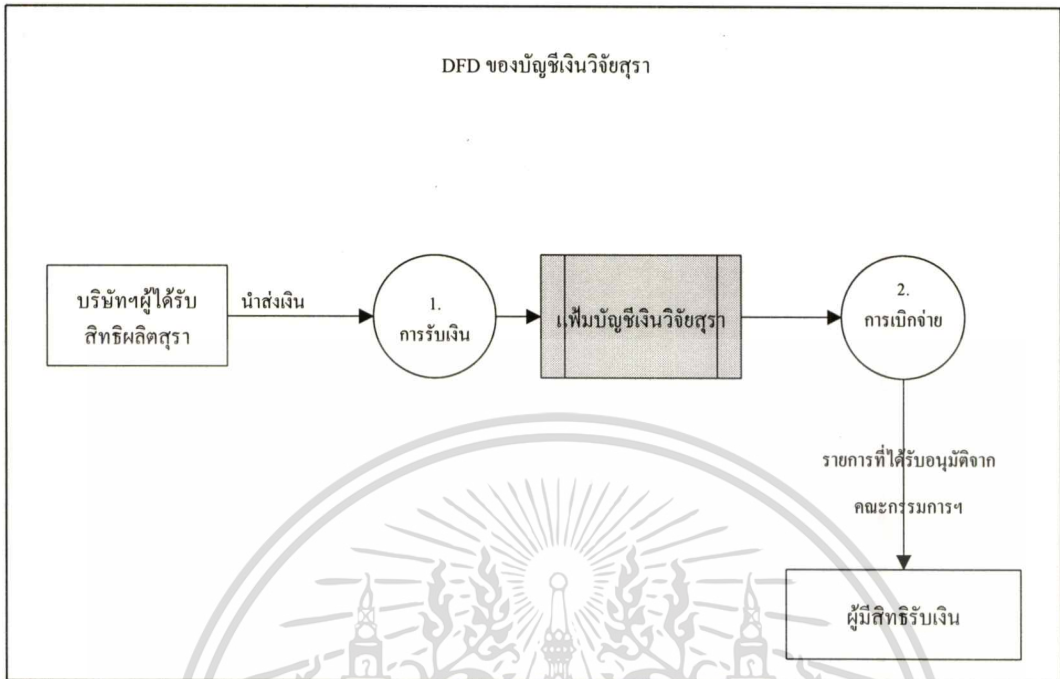 DFD ของบัญชีเงินวิจัยสุรา
บริษัทฯผู้ได้รับ
สิทธิผลิตสุรา
นำส่งเงิน
1.
การรับเงิน
แฟ้มบัญชีเงินวิจัยสุรา
2.
การเบิกจ่าย
รายการที่ได้รับอนุมัติจาก
คณะกรรมการฯ
ผู้มีสิทธิรับเงิน